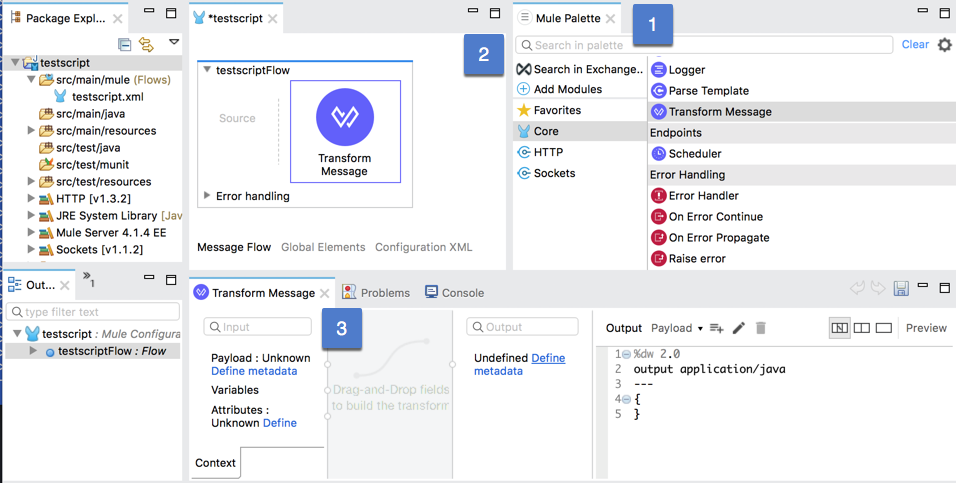 Package Expl...
testscript
src/main/mule (Flows)
testscript.xml
src/main/java
src/main/resources
src/test/java
src/test/munit
src/test/resources
HTTP [v1.3.2]
JRE System Library [Jav
Mule Server 4.1.4 EE
Sockets [v1.1.2]
*testscript
2
testscriptFlow
Source
Transform
Message
Error handling
Message Flow Global Elements Configuration XML
Mule Palette
1
Search in palette
Clear
Search in Exchange..
Add Modules
Favorites
Core
HTTP
Sockets
Logger
Parse Template
Transform Message
Endpoints
Scheduler
Error Handling
Error Handler
On Error Continue
On Error Propagate
Raise error
Out...
»1
type filter text
testscript : Mule Configura
testscriptFlow : Flow
Transform Message Problems Console
Input
3
Payload : Unknown
Define metadata
Variables
Attributes :
Unknown Define
Context
Drag-and-Drop fields
to build the transform
Output
Undefined Define
metadata
Output Payload Preview
1 %dw 2.0
2 output application/java
3 ---
4 {
5 }